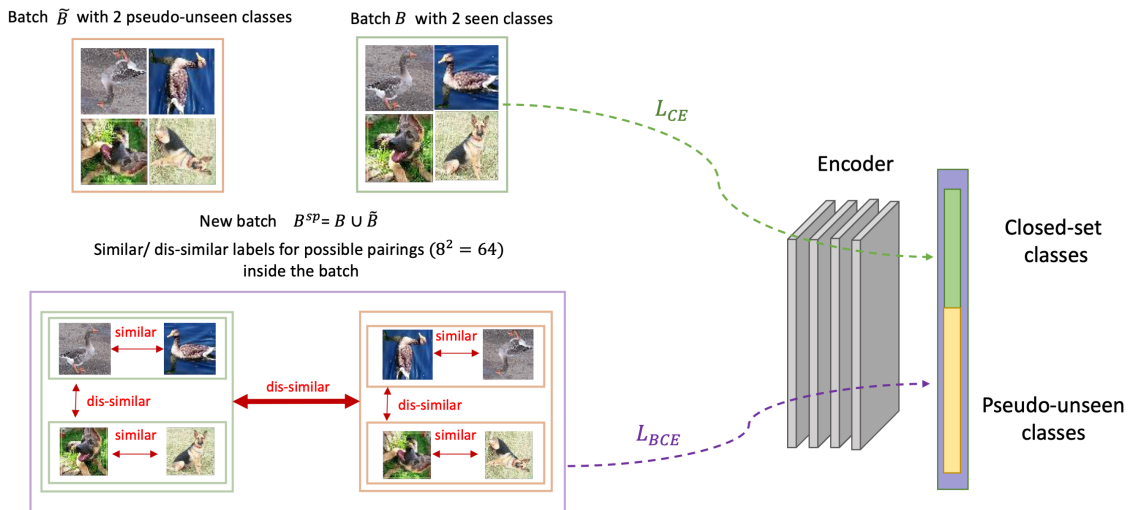 Batch B̃ with 2 pseudo-unseen classes
Batch B with 2 seen classes
L_CE
Encoder
New batch B^{sp} = B ∪ B̃
Similar/ dis-similar labels for possible pairings (8² = 64)
inside the batch
Closed-set
classes
similar
similar
dis-similar
dis-similar
dis-similar
similar
similar
L_BCE
Pseudo-unseen
classes